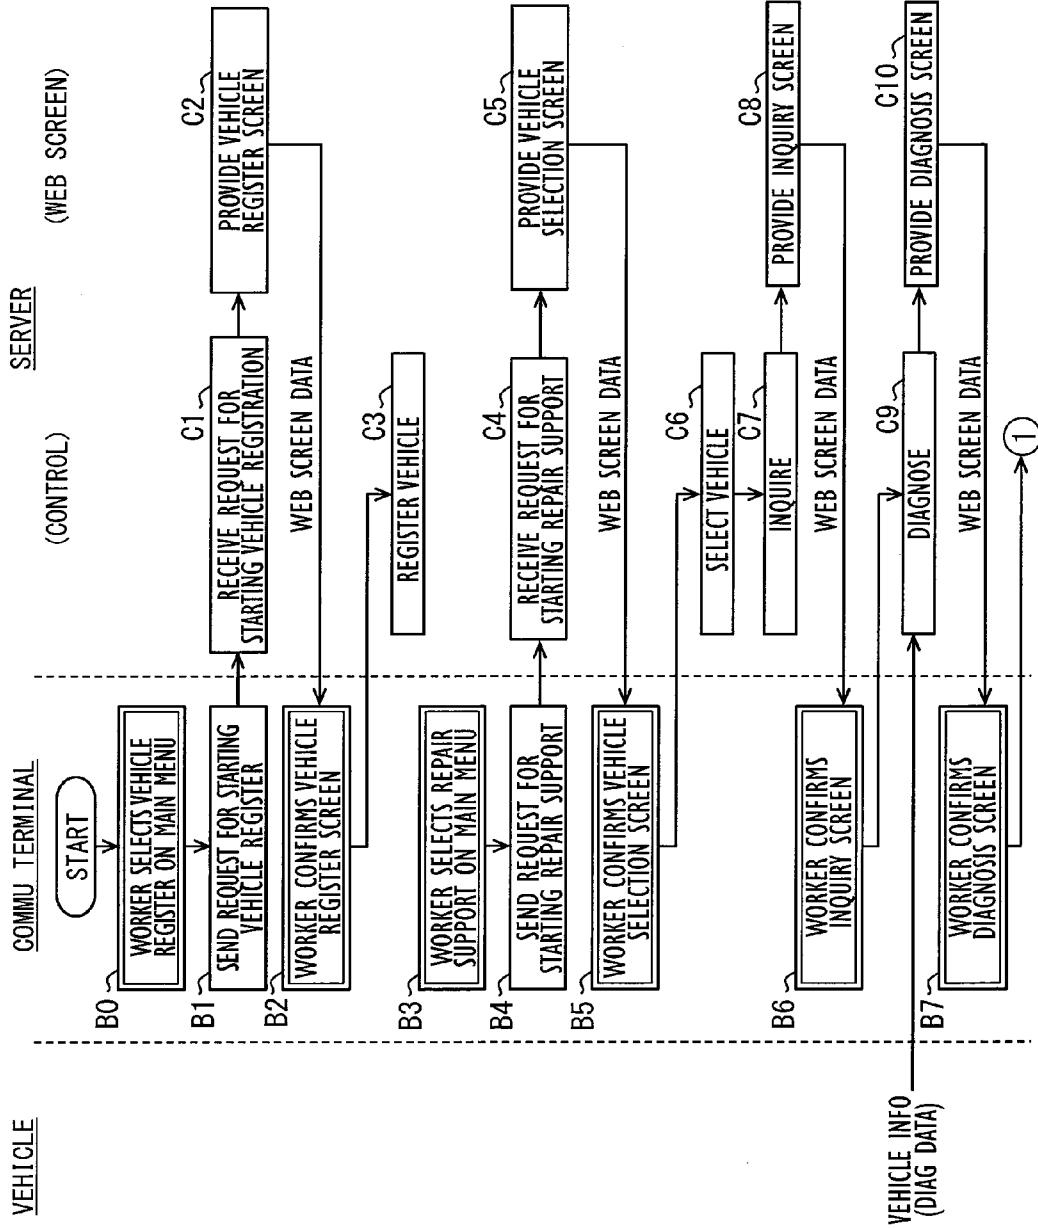 VEHICLE
COMMU TERMINAL
SERVER
(CONTROL)
(WEB SCREEN)
START
B0
WORKER SELECTS VEHICLE
REGISTER ON MAIN MENU
B1
SEND REQUEST FOR STARTING
VEHICLE REGISTER
C1
RECEIVE REQUEST FOR
STARTING VEHICLE REGISTRATION
C2
PROVIDE VEHICLE
REGISTER SCREEN
WEB SCREEN DATA
B2
WORKER CONFIRMS VEHICLE
REGISTER SCREEN
C3
REGISTER VEHICLE
B3
WORKER SELECTS REPAIR
SUPPORT ON MAIN MENU
B4
SEND REQUEST FOR
STARTING REPAIR SUPPORT
C4
RECEIVE REQUEST FOR
STARTING REPAIR SUPPORT
C5
PROVIDE VEHICLE
SELECTION SCREEN
WEB SCREEN DATA
B5
WORKER CONFIRMS VEHICLE
SELECTION SCREEN
C6
SELECT VEHICLE
C7
INQUIRE
C8
PROVIDE INQUIRY SCREEN
WEB SCREEN DATA
B6
WORKER CONFIRMS
INQUIRY SCREEN
VEHICLE INFO
(DIAG DATA)
C9
DIAGNOSE
C10
PROVIDE DIAGNOSIS SCREEN
WEB SCREEN DATA
B7
WORKER CONFIRMS
DIAGNOSIS SCREEN
1